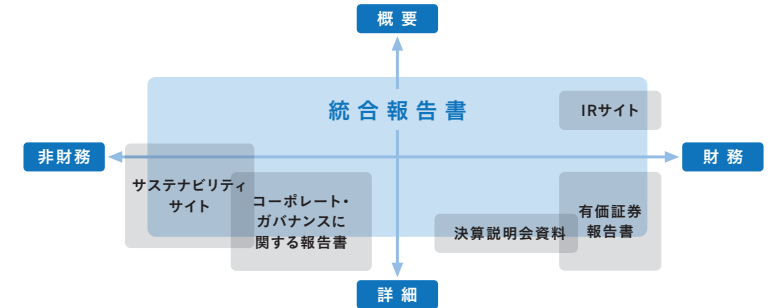 概要
統合報告書
IRサイト
非財務
財務
サステナビリティ
サイト
コーポレート・
ガバナンスに
関する報告書
決算説明会資料
有価証券
報告書
詳細